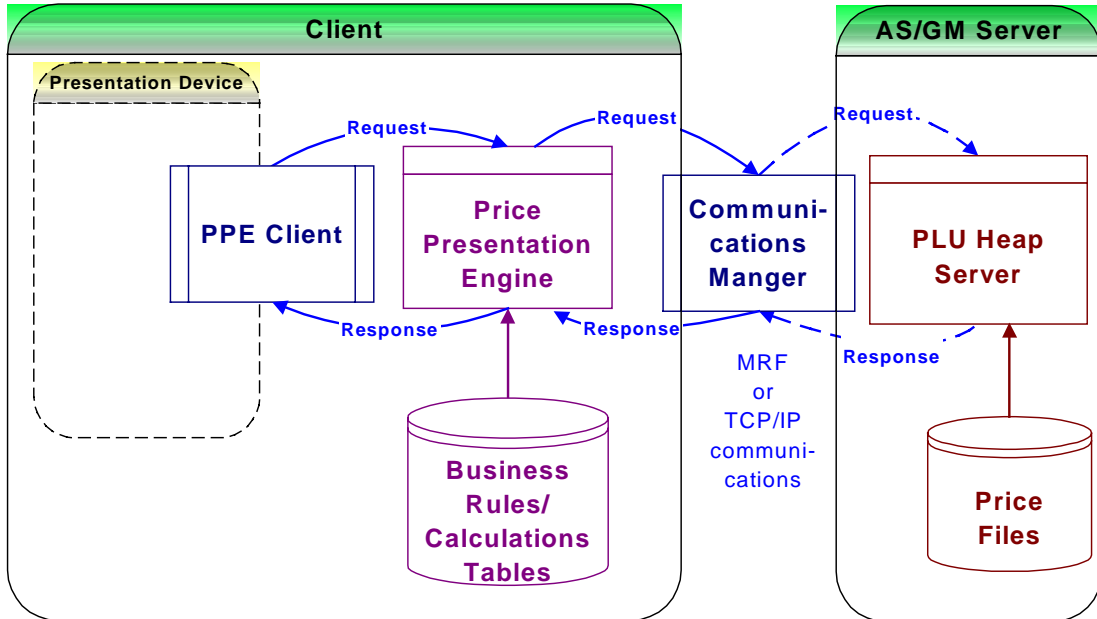 Client
AS/GM Server
Presentation Device
Request
Request
Request
PPE Client
Price
Presentation
Engine
Communi-
cations
Manger
PLU Heap
Server
Response
Response
Response
MRF
or
TCP/IP
communi-
cations
Business
Rules/
Calculations
Tables
Price
Files